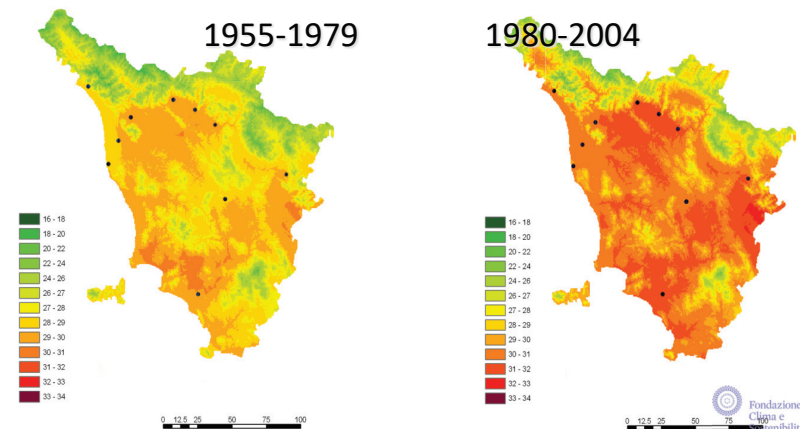 1955-1979
1980-2004
16 - 18
18 - 20
20 - 22
22 - 24
24 - 26
26 - 27
27 - 28
28 - 29
29 - 30
30 - 31
31 - 32
32 - 33
33 - 34
0 12.5 25 50 75 100
16 - 18
18 - 20
20 - 22
22 - 24
24 - 26
26 - 27
27 - 28
28 - 29
29 - 30
30 - 31
31 - 32
32 - 33
33 - 34
0 12.5 25 50 75 100
Fondazione
Clima e
Sostenibilit